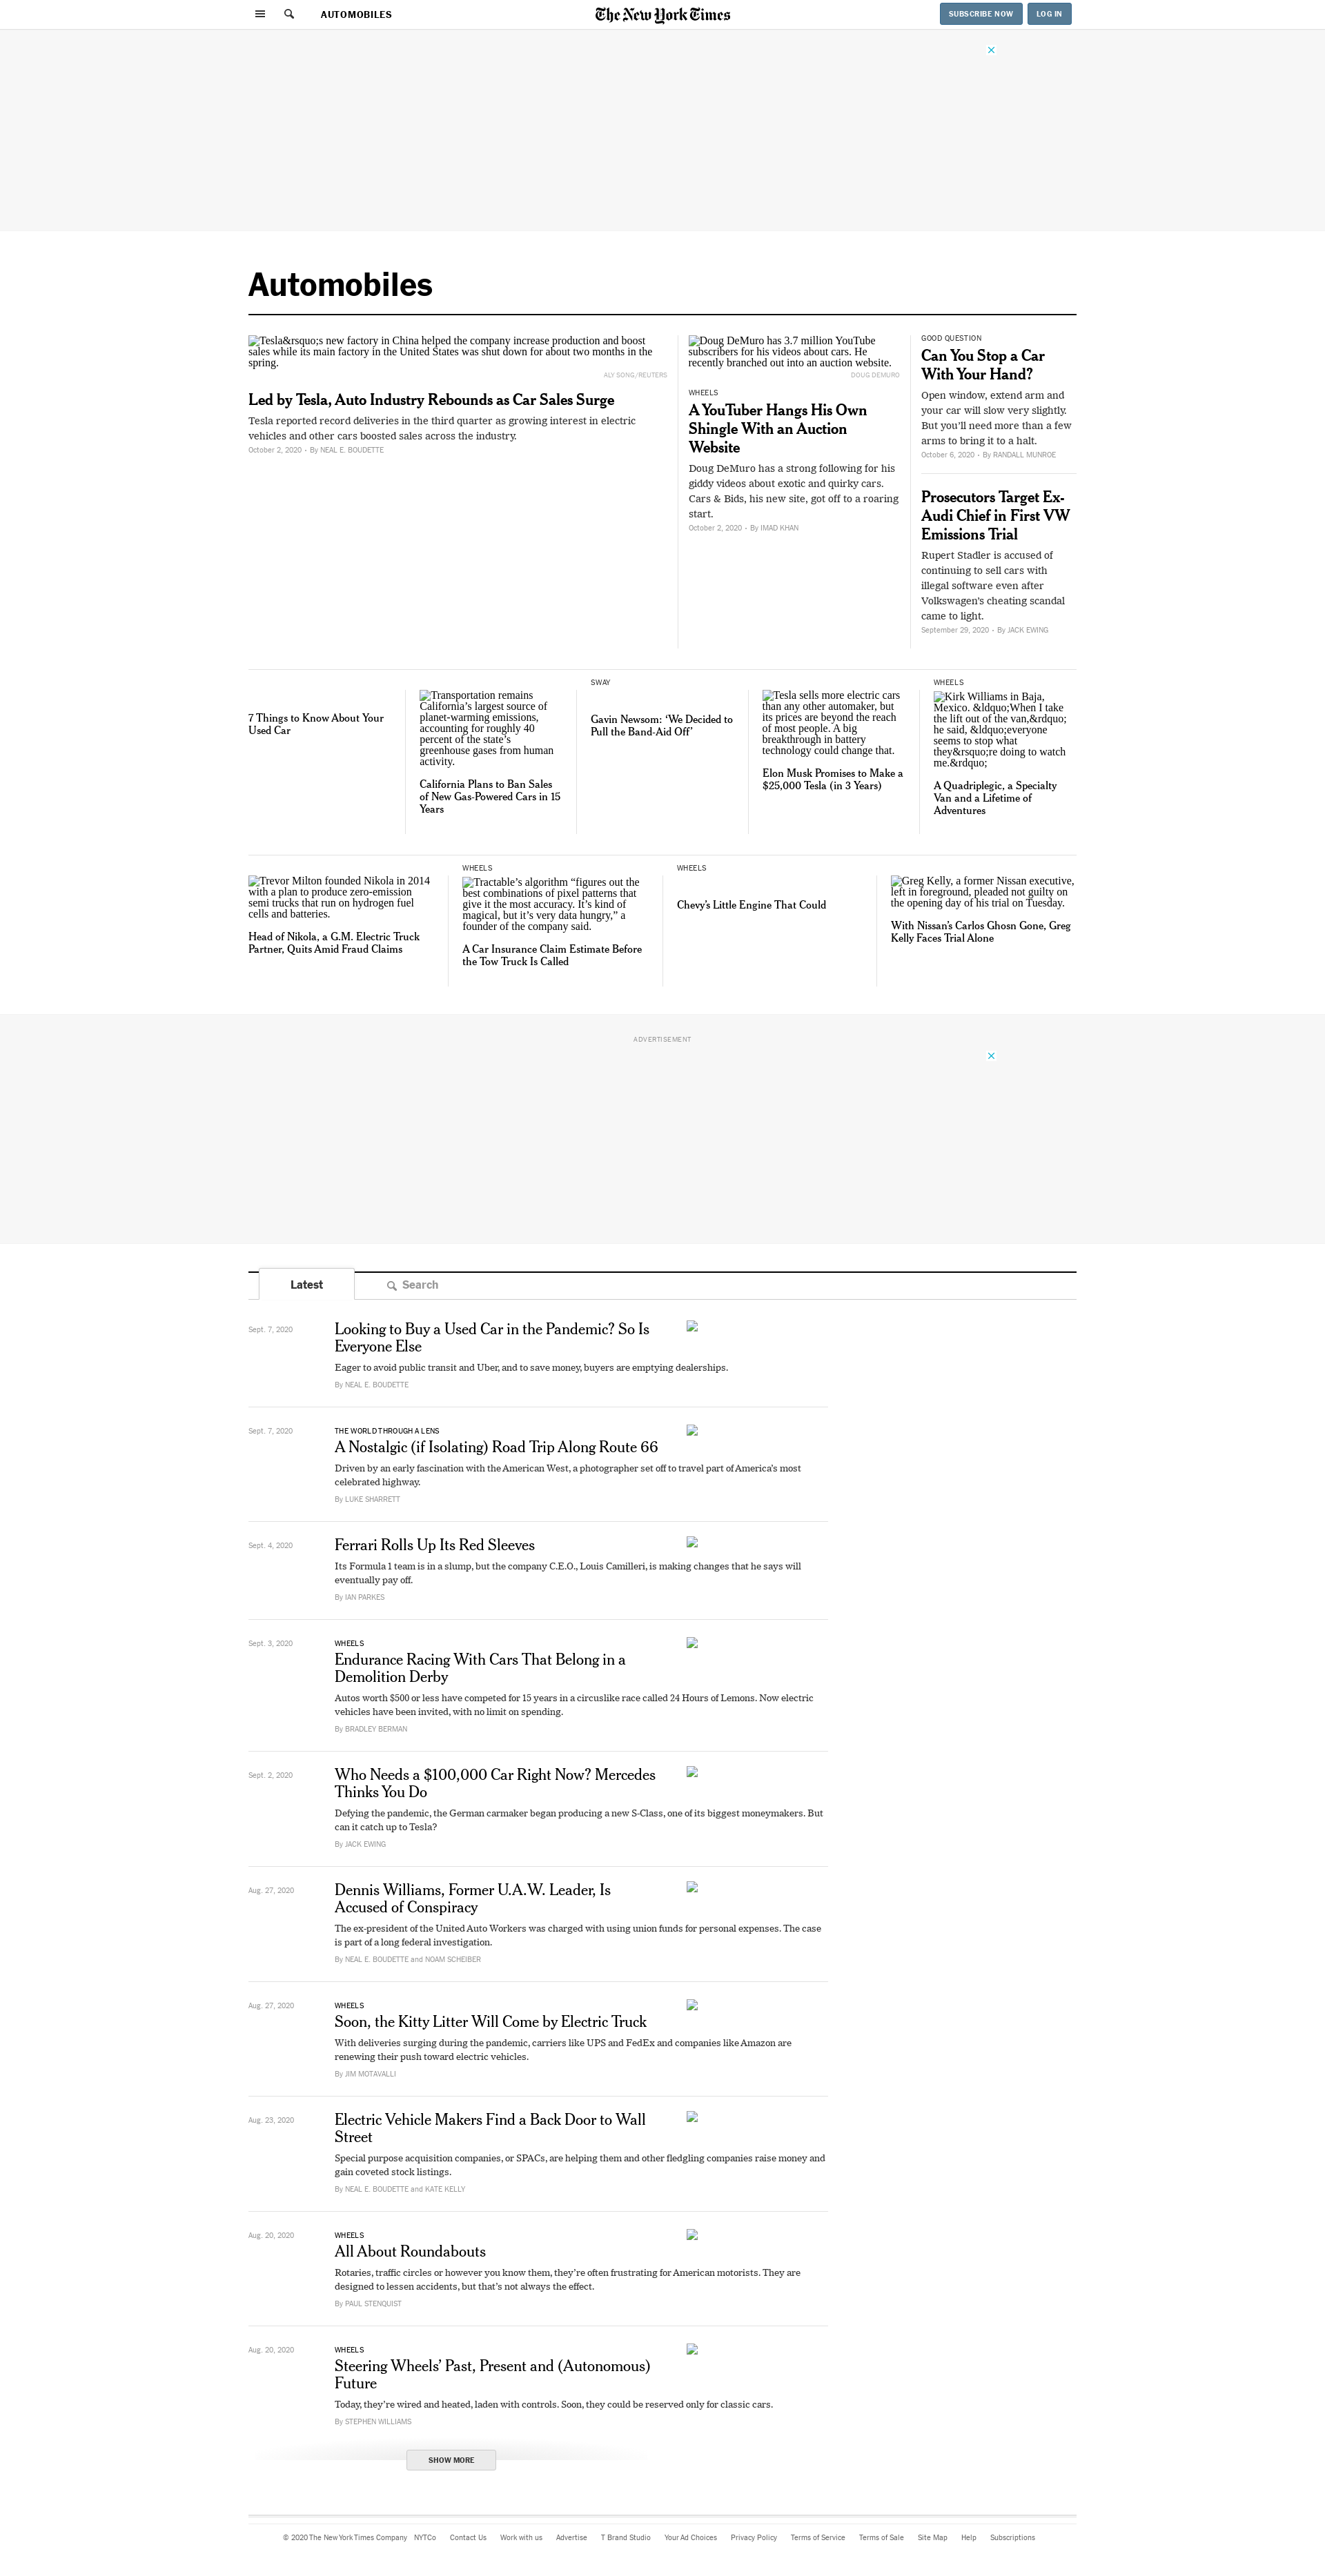 AUTOMOBILES
The New York Times
SUBSCRIBE NOW
LOG IN
Automobiles
Tesla&rsquo;s new factory in China helped the company increase production and boost
sales while its main factory in the United States was shut down for about two months in the
spring.
ALY SONG/REUTERS
Led by Tesla, Auto Industry Rebounds as Car Sales Surge
Tesla reported record deliveries in the third quarter as growing interest in electric
vehicles and other cars boosted sales across the industry.
October 2, 2020 - By NEAL E. BOUDETTE
Doug DeMuro has 3.7 million YouTube
subscribers for his videos about cars. He
recently branched out into an auction website.
DOUG DEMURO
WHEELS
A YouTuber Hangs His Own
Shingle With an Auction
Website
Doug DeMuro has a strong following for his
giddy videos about exotic and quirky cars.
Cars & Bids, his new site, got off to a roaring
start.
October 2, 2020 - By IMAD KHAN
GOOD QUESTION
Can You Stop a Car
With Your Hand?
Open window, extend arm and
your car will slow very slightly.
But you’ll need more than a few
arms to bring it to a halt.
October 6, 2020 - By RANDALL MUNROE
Prosecutors Target Ex-
Audi Chief in First VW
Emissions Trial
Rupert Stadler is accused of
continuing to sell cars with
illegal software even after
Volkswagen’s cheating scandal
came to light.
September 29, 2020 - By JACK EWING
7 Things to Know About Your
Used Car
Transportation remains
California’s largest source of
planet-warming emissions,
accounting for roughly 40
percent of the state’s
greenhouse gases from human
activity.
California Plans to Ban Sales
of New Gas-Powered Cars in 15
Years
SWAY
Gavin Newsom: ‘We Decided to
Pull the Band-Aid Off’
Tesla sells more electric cars
than any other automaker, but
its prices are beyond the reach
of most people. A big
breakthrough in battery
technology could change that.
Elon Musk Promises to Make a
$25,000 Tesla (in 3 Years)
WHEELS
Kirk Williams in Baja,
Mexico. &ldquo;When I take
the lift out of the van,&rdquo;
he said, &ldquo;everyone
seems to stop what
they&rsquo;re doing to watch
me.&rdquo;
A Quadriplegic, a Specialty
Van and a Lifetime of
Adventures
Trevor Milton founded Nikola in 2014
with a plan to produce zero-emission
semi trucks that run on hydrogen fuel
cells and batteries.
Head of Nikola, a G.M. Electric Truck
Partner, Quits Amid Fraud Claims
WHEELS
Tractable’s algorithm “figures out the
best combinations of pixel patterns that
give it the most accuracy. It’s kind of
magical, but it’s very data hungry,” a
founder of the company said.
A Car Insurance Claim Estimate Before
the Tow Truck Is Called
WHEELS
Chevy’s Little Engine That Could
Greg Kelly, a former Nissan executive,
left in foreground, pleaded not guilty on
the opening day of his trial on Tuesday.
With Nissan’s Carlos Ghosn Gone, Greg
Kelly Faces Trial Alone
ADVERTISEMENT
Latest
Search
Sept. 7, 2020
Looking to Buy a Used Car in the Pandemic? So Is
Everyone Else
Eager to avoid public transit and Uber, and to save money, buyers are emptying dealerships.
By NEAL E. BOUDETTE
Sept. 7, 2020
THE WORLD THROUGH A LENS
A Nostalgic (if Isolating) Road Trip Along Route 66
Driven by an early fascination with the American West, a photographer set off to travel part of America’s most
celebrated highway.
By LUKE SHARRETT
Sept. 4, 2020
Ferrari Rolls Up Its Red Sleeves
Its Formula 1 team is in a slump, but the company C.E.O., Louis Camilleri, is making changes that he says will
eventually pay off.
By IAN PARKES
Sept. 3, 2020
WHEELS
Endurance Racing With Cars That Belong in a
Demolition Derby
Autos worth $500 or less have competed for 15 years in a circuslike race called 24 Hours of Lemons. Now electric
vehicles have been invited, with no limit on spending.
By BRADLEY BERMAN
Sept. 2, 2020
Who Needs a $100,000 Car Right Now? Mercedes
Thinks You Do
Defying the pandemic, the German carmaker began producing a new S-Class, one of its biggest moneymakers. But
can it catch up to Tesla?
By JACK EWING
Aug. 27, 2020
Dennis Williams, Former U.A.W. Leader, Is
Accused of Conspiracy
The ex-president of the United Auto Workers was charged with using union funds for personal expenses. The case
is part of a long federal investigation.
By NEAL E. BOUDETTE and NOAM SCHEIBER
Aug. 27, 2020
WHEELS
Soon, the Kitty Litter Will Come by Electric Truck
With deliveries surging during the pandemic, carriers like UPS and FedEx and companies like Amazon are
renewing their push toward electric vehicles.
By JIM MOTAVALLI
Aug. 23, 2020
Electric Vehicle Makers Find a Back Door to Wall
Street
Special purpose acquisition companies, or SPACs, are helping them and other fledgling companies raise money and
gain coveted stock listings.
By NEAL E. BOUDETTE and KATE KELLY
Aug. 20, 2020
WHEELS
All About Roundabouts
Rotaries, traffic circles or however you know them, they’re often frustrating for American motorists. They are
designed to lessen accidents, but that’s not always the effect.
By PAUL STENQUIST
Aug. 20, 2020
WHEELS
Steering Wheels’ Past, Present and (Autonomous)
Future
Today, they’re wired and heated, laden with controls. Soon, they could be reserved only for classic cars.
By STEPHEN WILLIAMS
SHOW MORE
© 2020 The New York Times Company NYTCo Contact Us Work with us Advertise T Brand Studio Your Ad Choices Privacy Policy Terms of Service Terms of Sale Site Map Help Subscriptions